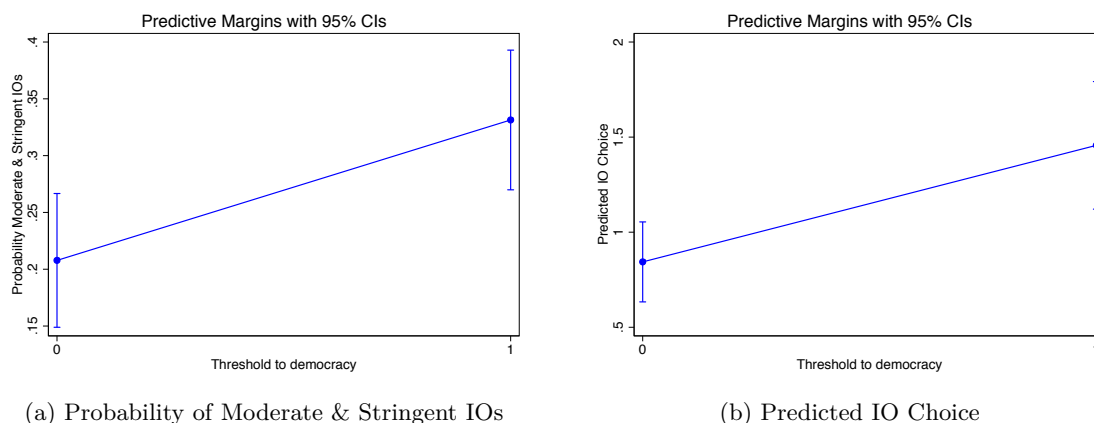 Predictive Margins with 95% CIs
Probability Moderate & Stringent IOs
.4
.35
.3
.25
.2
.15
0
1
Threshold to democracy
(a) Probability of Moderate & Stringent IOs
Predictive Margins with 95% CIs
Predicted IO Choice
2
1.5
1
.5
0
Threshold to democracy
(b) Predicted IO Choice